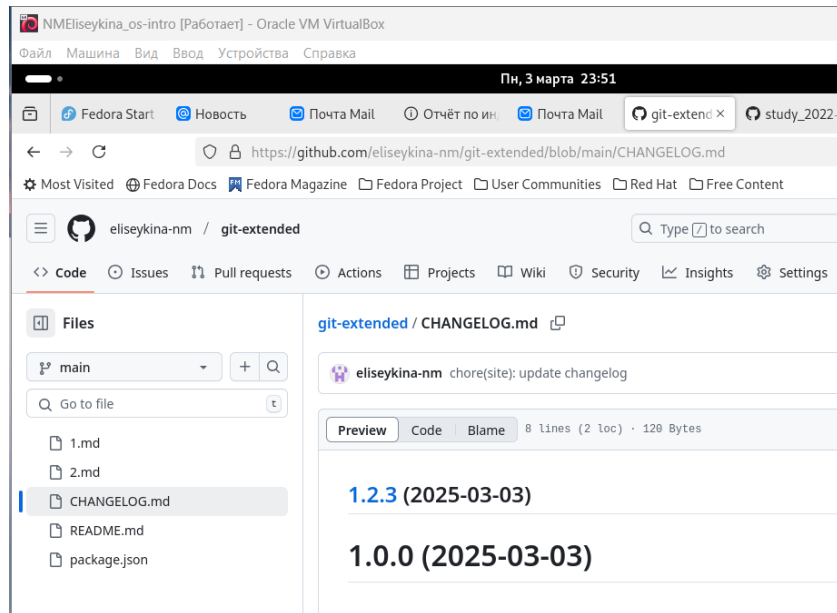 NMEliseykina_os-intro [Работает] - Oracle VM VirtualBox
Файл Машина Вид Ввод Устройства Справка
Пн, 3 марта 23:51
Fedora Start Новость Почта Mail Отчёт по ин Почта Mail git-extend × study_2022-
https://github.com/eliseykina-nm/git-extended/blob/main/CHANGELOG.md
Most Visited Fedora Docs Fedora Magazine Fedora Project User Communities Red Hat Free Content
eliseykina-nm / git-extended Type / to search
Code Issues Pull requests Actions Projects Wiki Security Insights Settings
Files
git-extended / CHANGELOG.md
main
eliseykina-nm chore(site): update changelog
Go to file t
Preview Code Blame 8 lines (2 loc) · 120 Bytes
1.md
2.md
CHANGELOG.md
README.md
package.json
1.2.3 (2025-03-03)
1.0.0 (2025-03-03)